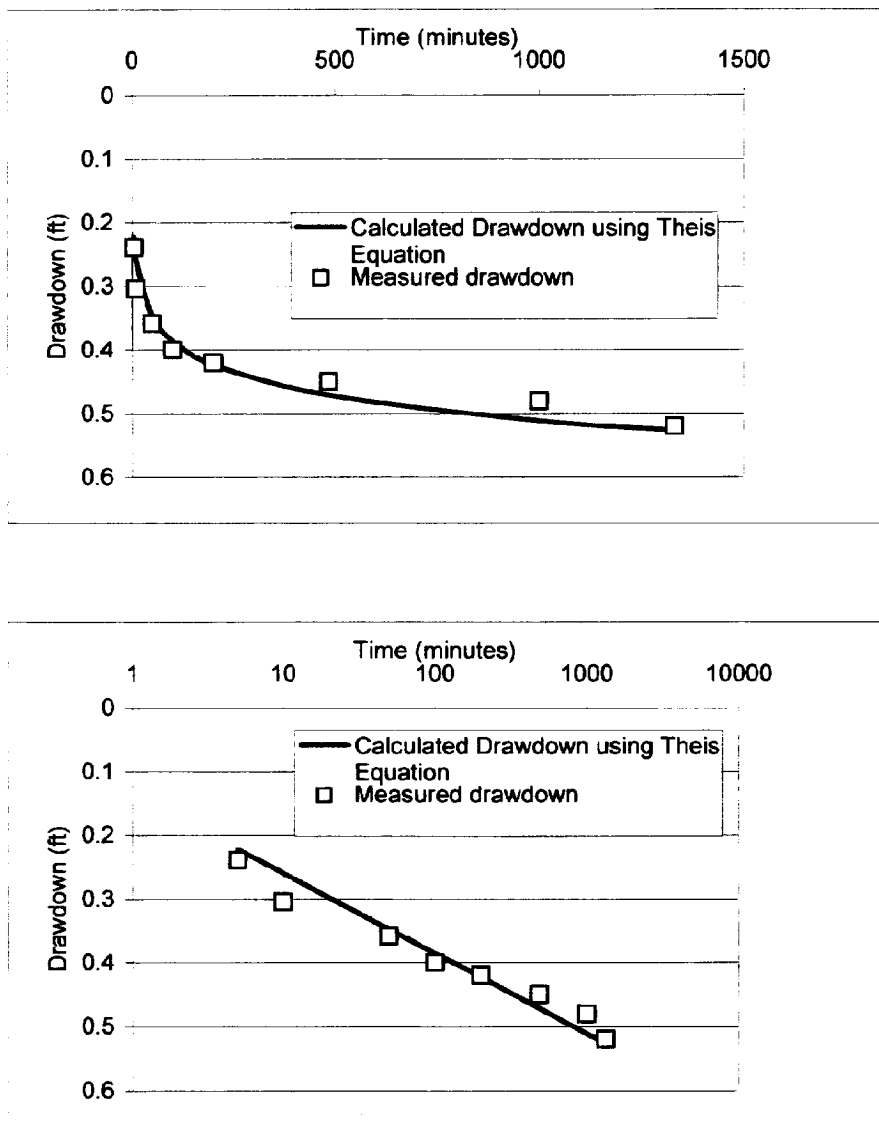 Time (minutes)
0 500 1000 1500
0
0.1
0.2
0.3
0.4
0.5
0.6
Drawdown (ft)
Calculated Drawdown using Theis
Equation
Measured drawdown
Time (minutes)
1 10 100 1000 10000
0
0.1
0.2
0.3
0.4
0.5
0.6
Drawdown (ft)
Calculated Drawdown using Theis
Equation
Measured drawdown